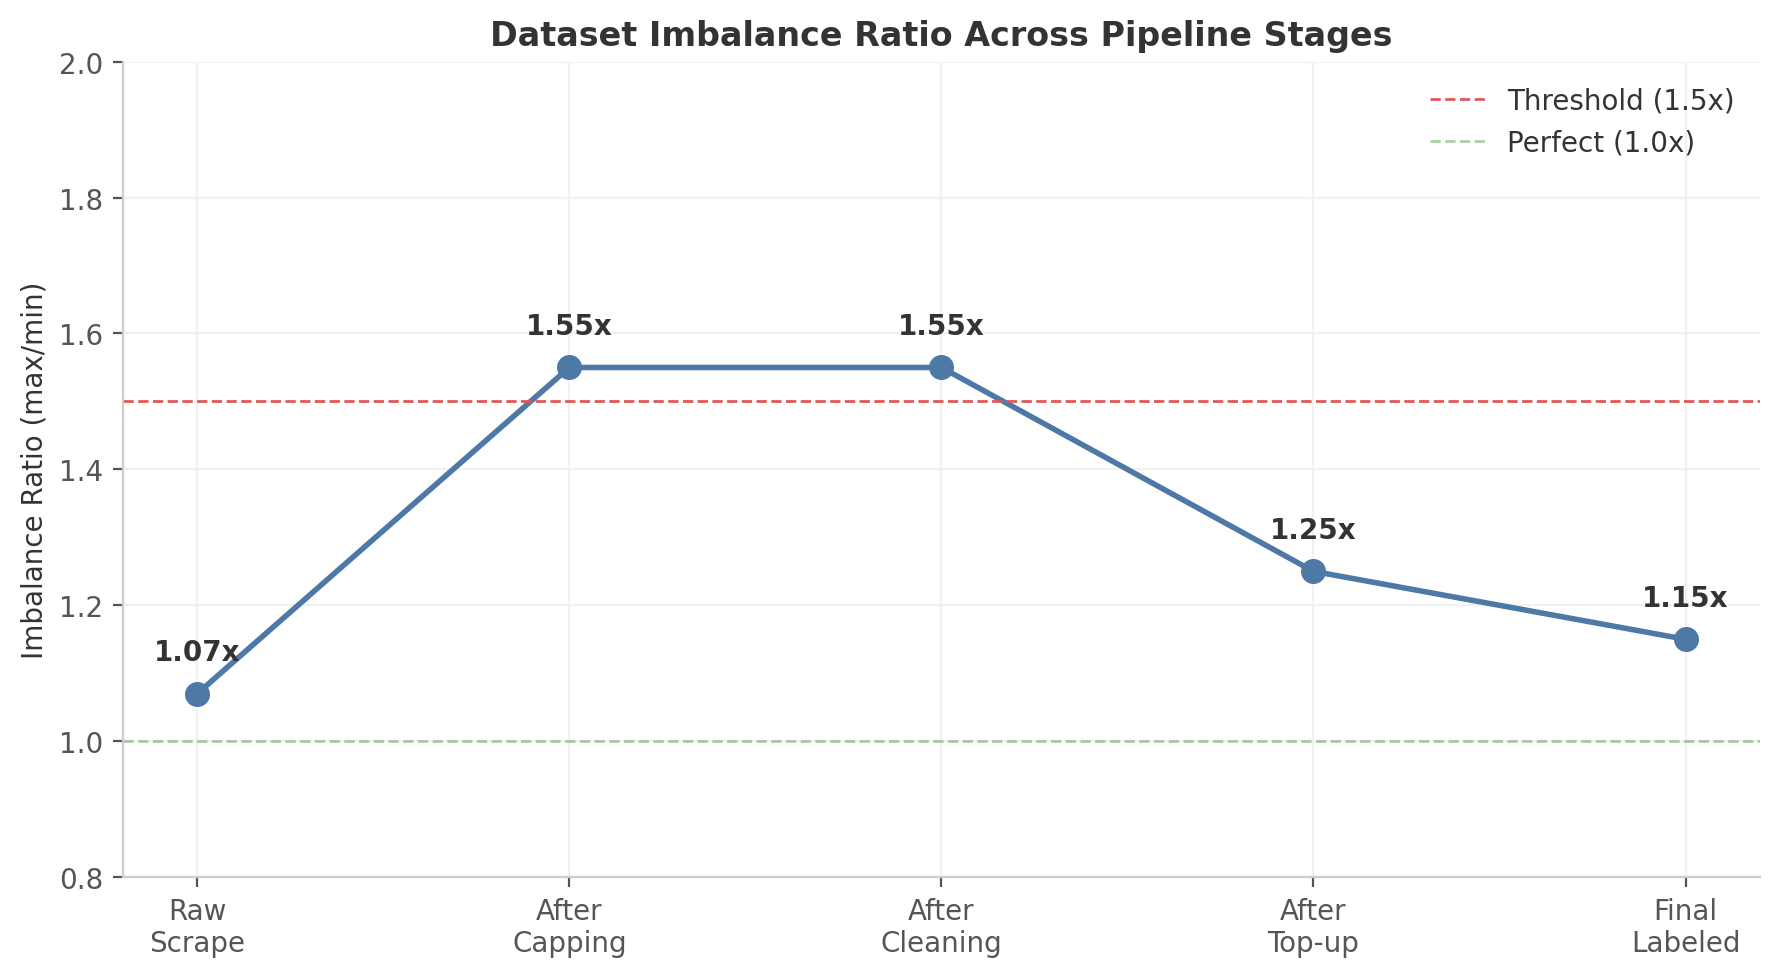 Dataset Imbalance Ratio Across Pipeline Stages
Imbalance Ratio (max/min)
2.0
1.8
1.6
1.4
1.2
1.0
0.8
Threshold (1.5x)
Perfect (1.0x)
1.07x
1.55x
1.55x
1.25x
1.15x
Raw
Scrape
After
Capping
After
Cleaning
After
Top-up
Final
Labeled